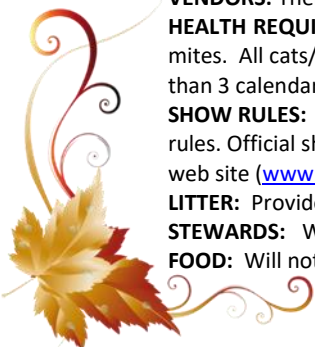 VENDORS: The
HEALTH REQUI
mites. All cats/
than 3 calendar
SHOW RULES:
rules. Official sh
web site (www
LITTER: Provide
STEWARDS: W
FOOD: Will not